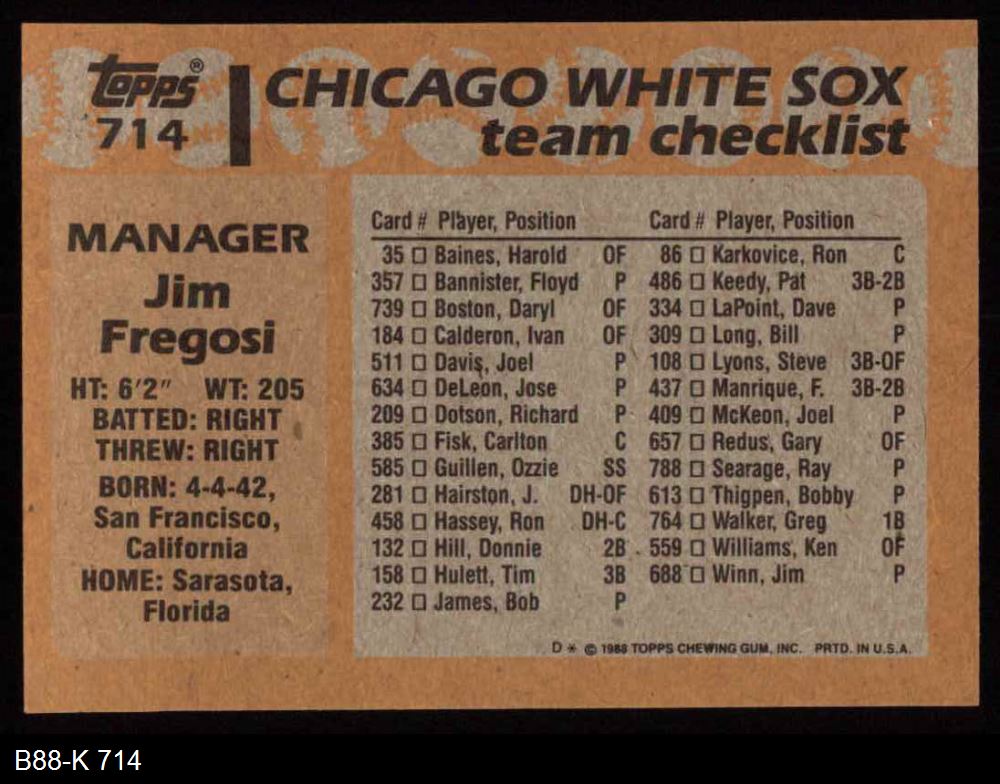 Topps®
714
CHICAGO WHITE SOX
team checklist
MANAGER
Jim
Fregosi
HT: 6'2" WT: 205
BATTED: RIGHT
THREW: RIGHT
BORN: 4-4-42,
San Francisco,
California
HOME: Sarasota,
Florida
Card # Player, Position
35 □ Baines, Harold OF
357 □ Bannister, Floyd P
739 □ Boston, Daryl OF
184 □ Calderon, Ivan OF
511 □ Davis, Joel P
634 □ DeLeon, Jose P
209 □ Dotson, Richard P
385 □ Fisk, Carlton C
585 □ Guillen, Ozzie SS
281 □ Hairston, J. DH-OF
458 □ Hassey, Ron DH-C
132 □ Hill, Donnie 2B
158 □ Hulett, Tim 3B
232 □ James, Bob P
Card # Player, Position
86 □ Karkovice, Ron C
486 □ Keedy, Pat 3B-2B
334 □ LaPoint, Dave P
309 □ Long, Bill P
108 □ Lyons, Steve 3B-OF
437 □ Manrique, F. 3B-2B
409 □ McKeon, Joel P
657 □ Redus, Gary OF
788 □ Searage, Ray P
613 □ Thigpen, Bobby P
764 □ Walker, Greg 1B
559 □ Williams, Ken OF
688 □ Winn, Jim P
D * © 1988 TOPPS CHEWING GUM, INC. PRTD. IN U.S.A.
B88-K 714